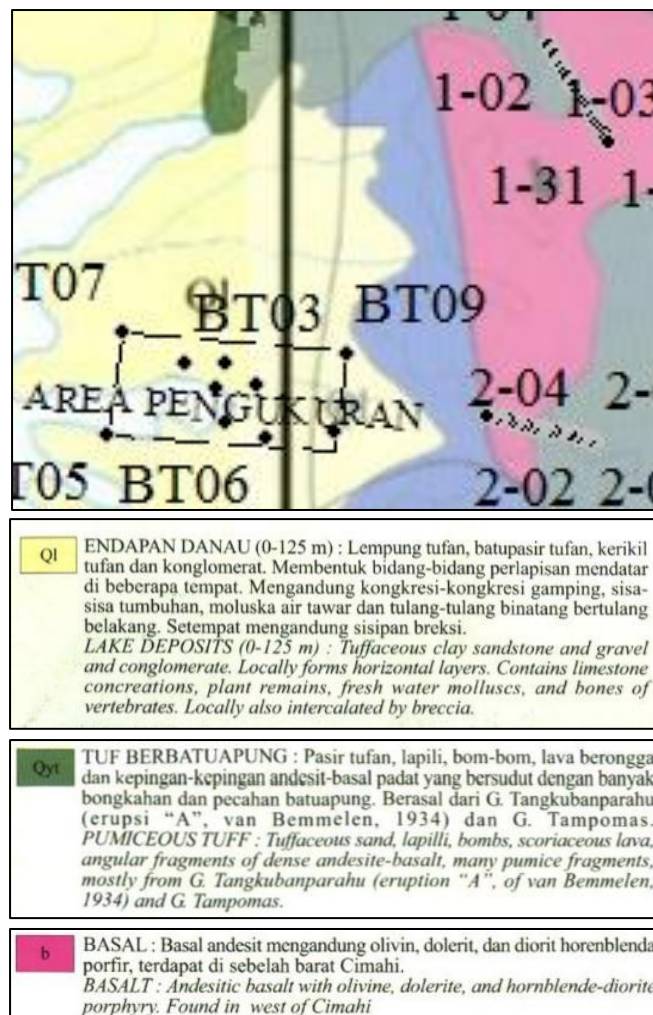 1-02
1-03
1-31
T07
Ql
BT03
BT09
AREA PENGUKURAN
2-04
2-
T05
BT06
2-02
Ql
ENDAPAN DANAU (0-125 m) : Lempung tufan, batupasir tufan, kerikil
tufan dan konglomerat. Membentuk bidang-bidang perlapisan mendatar
di beberapa tempat. Mengandung kongkresi-kongkresi gamping, sisa-
sisa tumbuhan, moluska air tawar dan tulang-tulang binatang bertulang
belakang. Setempat mengandung sisipan breksi.
LAKE DEPOSITS (0-125 m) : Tuffaceous clay sandstone and gravel
and conglomerate. Locally forms horizontal layers. Contains limestone
concreations, plant remains, fresh water molluscs, and bones of
vertebrates. Locally also intercalated by breccia.
Qyt
TUF BERBATUAPUNG : Pasir tufan, lapili, bom-bom, lava berongga
dan kepingan-kepingan andesit-basal padat yang bersudut dengan banyak
bongkahan dan pecahan batuapung. Berasal dari G. Tangkubanparahu
(erupsi “A”, van Bemmelen, 1934) dan G. Tampomas.
PUMICEOUS TUFF : Tuffaceous sand, lapilli, bombs, scoriaceous lava,
angular fragments of dense andesite-basalt, many pumice fragments,
mostly from G. Tangkubanparahu (eruption “A”, of van Bemmelen,
1934) and G. Tampomas.
b
BASAL : Basal andesit mengandung olivin, dolerit, dan diorit horenblenda
porfir, terdapat di sebelah barat Cimahi.
BASALT : Andesitic basalt with olivine, dolerite, and hornblende-diorite
porphyry. Found in west of Cimahi